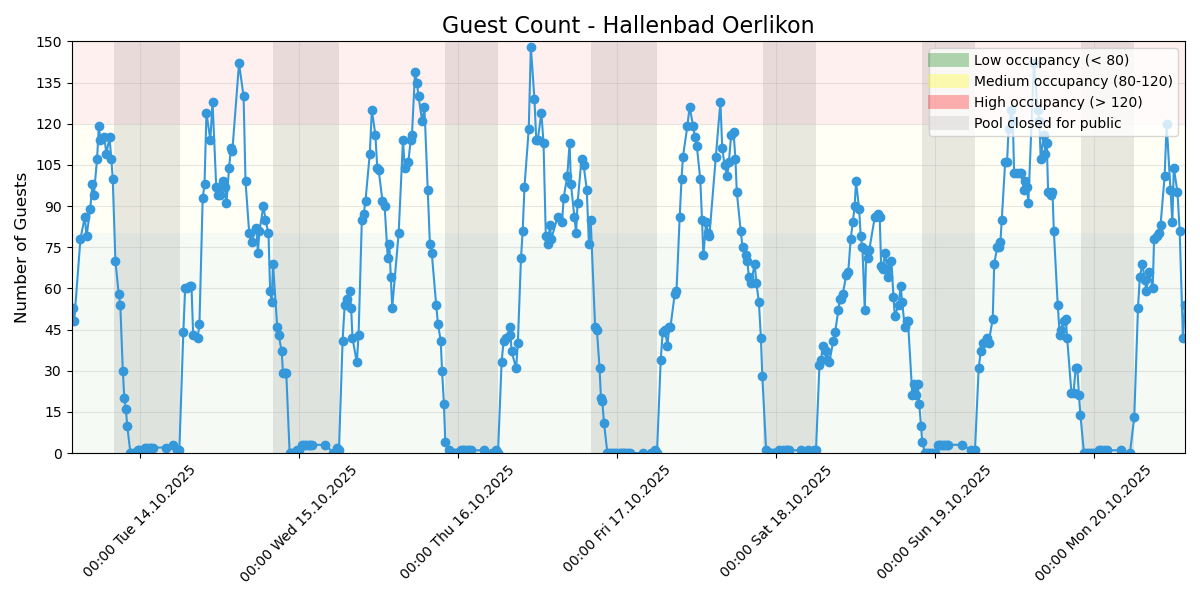 Guest Count - Hallenbad Oerlikon
Number of Guests
150
135
120
105
90
75
60
45
30
15
0
Low occupancy (< 80)
Medium occupancy (80-120)
High occupancy (> 120)
Pool closed for public
00:00 Tue 14.10.2025
00:00 Wed 15.10.2025
00:00 Thu 16.10.2025
00:00 Fri 17.10.2025
00:00 Sat 18.10.2025
00:00 Sun 19.10.2025
00:00 Mon 20.10.2025